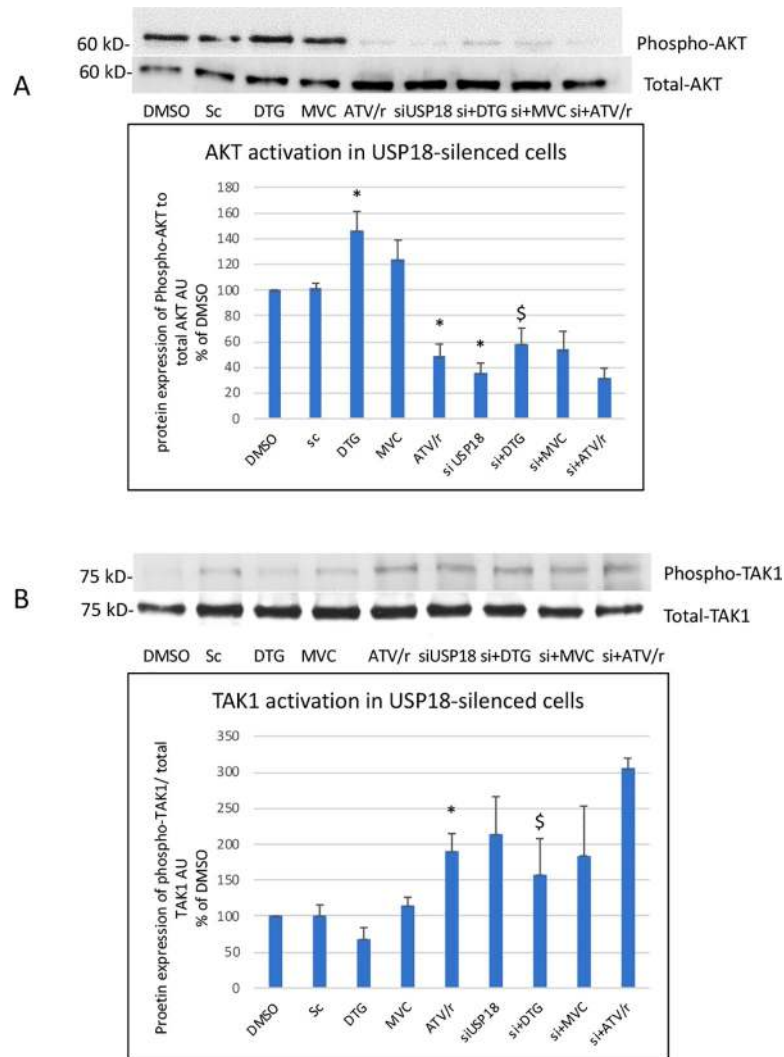 60 kD-
Phospho-AKT
60 kD-
Total-AKT
A
DMSO Sc DTG MVC ATV/r siUSP18 si+DTG si+MVC si+ATV/r
AKT activation in USP18-silenced cells
protein expression of Phospho-AKT to
total AKT AU
% of DMSO
180
160
140
120
100
80
60
40
20
0
*
*
*
$
DMSO
sc
DTG
MVC
ATV/r
si USP18
si+DTG
si+MVC
si+ATV/r
75 kD-
Phospho-TAK1
B
75 kD-
Total-TAK1
DMSO Sc DTG MVC ATV/r siUSP18 si+DTG si+MVC si+ATV/r
TAK1 activation in USP18-silenced cells
Proetin expression of phospho-TAK1/ total
TAK1 AU
% of DMSO
350
300
250
200
150
100
50
0
*
$
DMSO
Sc
DTG
MVC
ATV/r
siUSP18
si+DTG
si+MVC
si+ATV/r